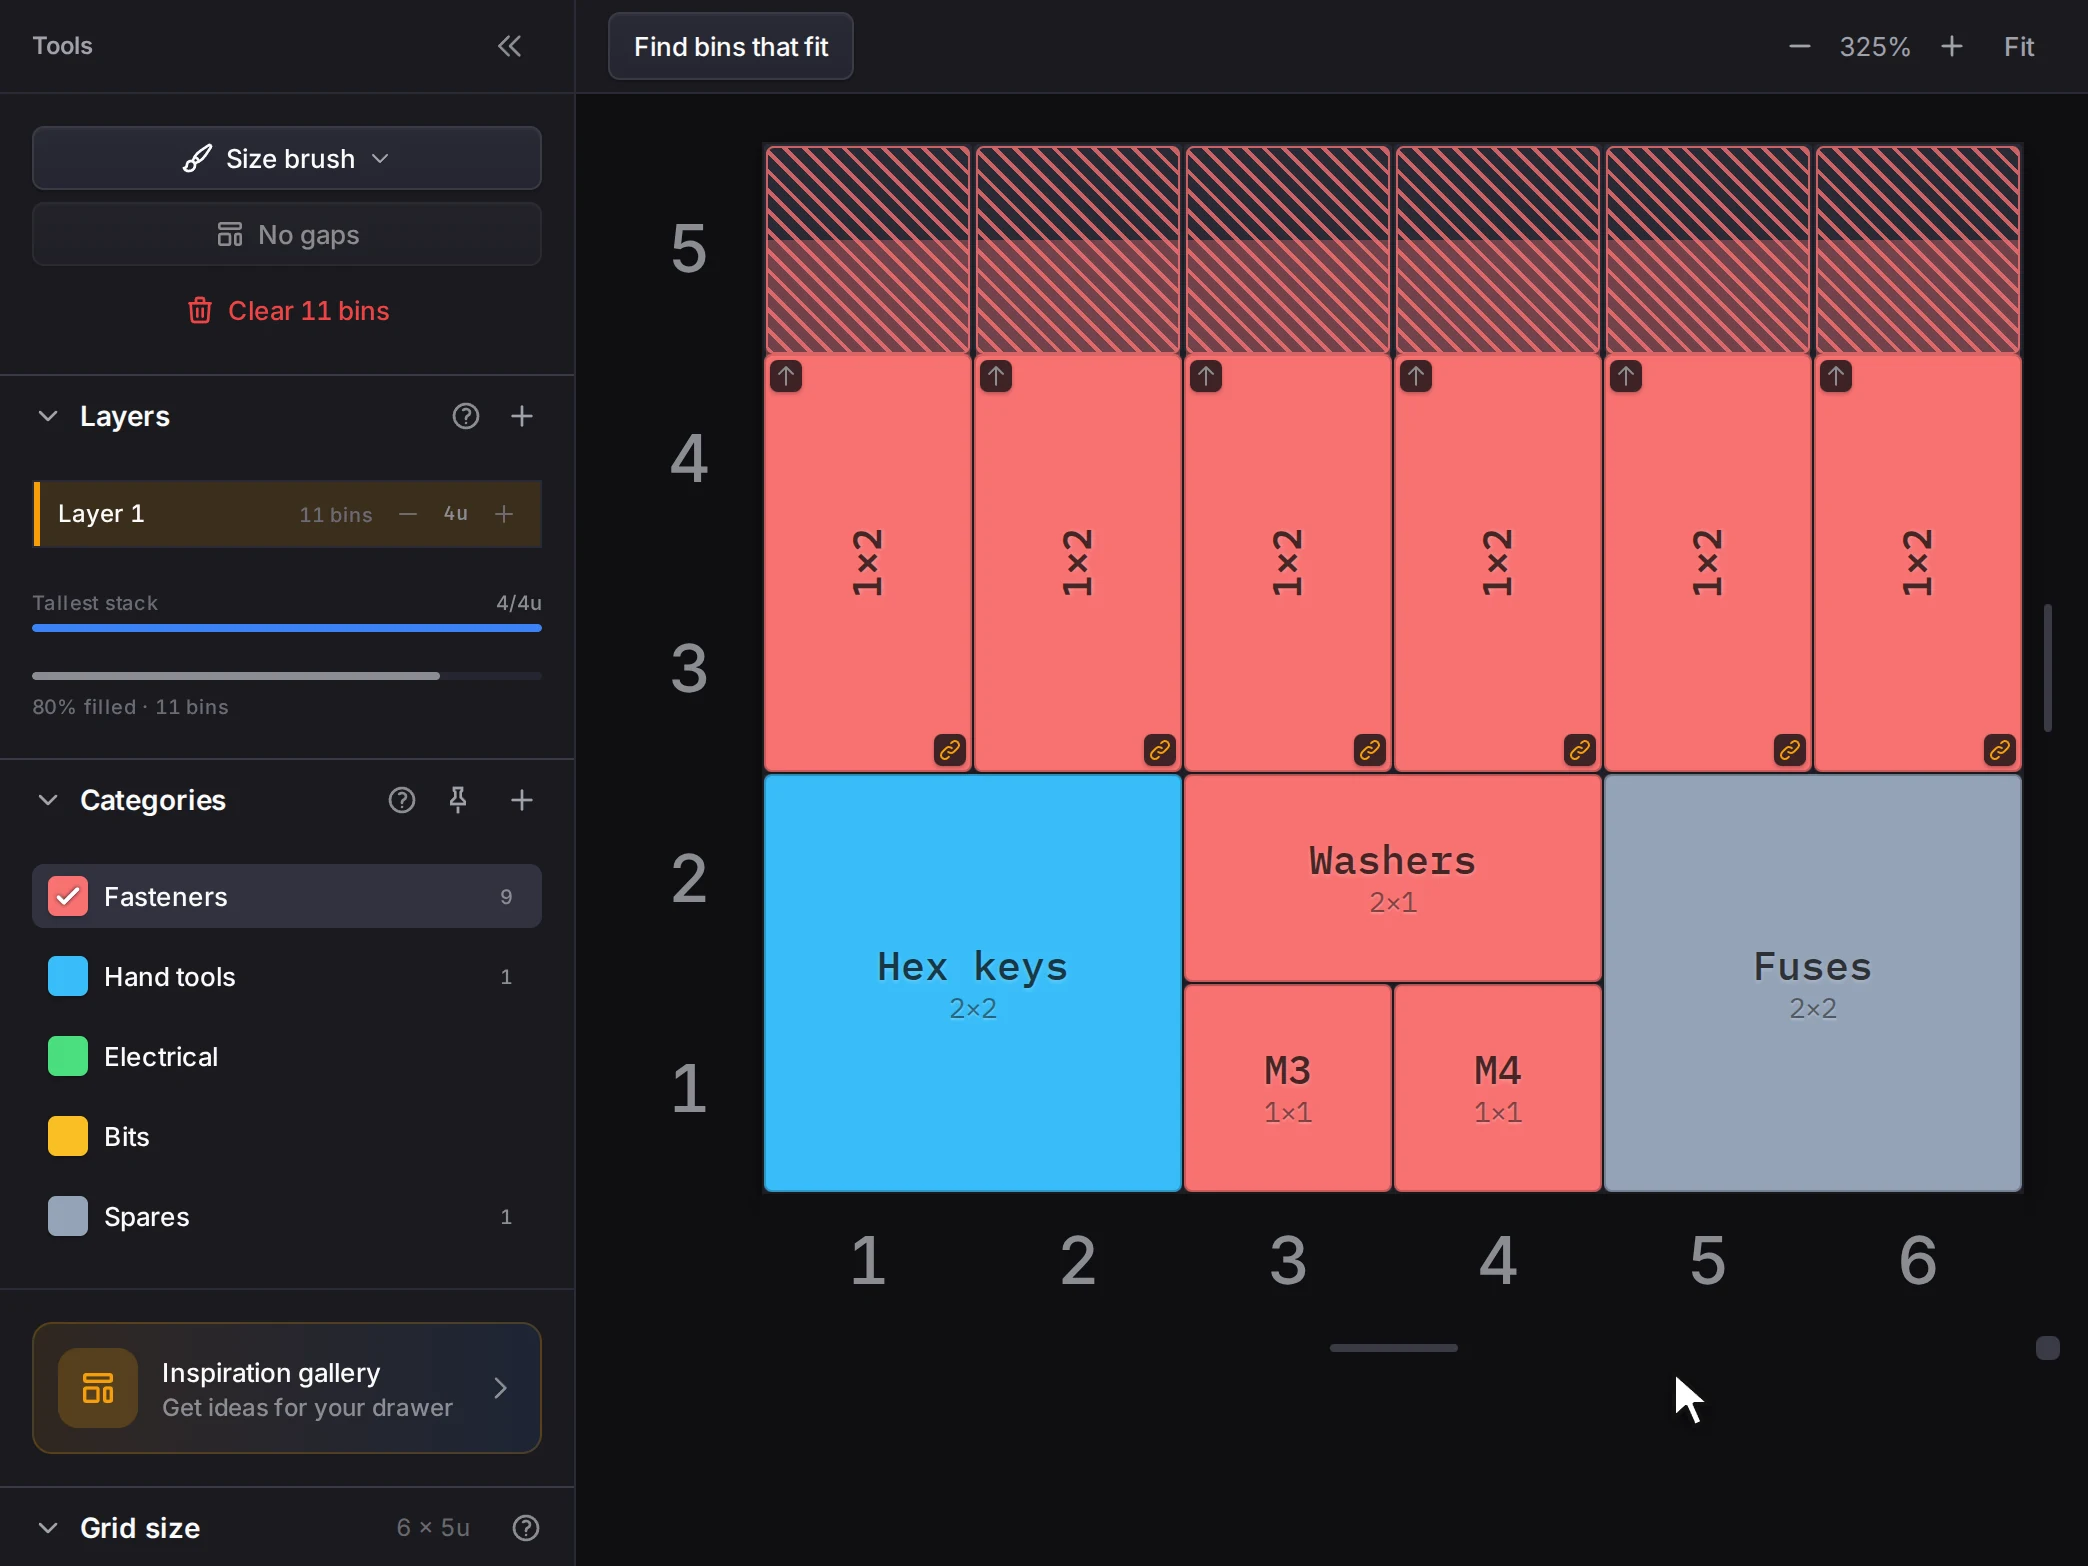 Tools
Find bins that fit
325%
Fit
Size brush
No gaps
Clear 11 bins
Layers
Layer 1
11 bins
4u
Tallest stack
4/4u
80% filled · 11 bins
Categories
Fasteners
9
Hand tools
1
Electrical
Bits
Spares
1
Inspiration gallery
Get ideas for your drawer
Grid size
6 × 5u
5
4
3
2
1
1×2
1×2
1×2
1×2
1×2
1×2
Hex keys
2×2
Washers
2×1
M3
1×1
M4
1×1
Fuses
2×2
1
2
3
4
5
6